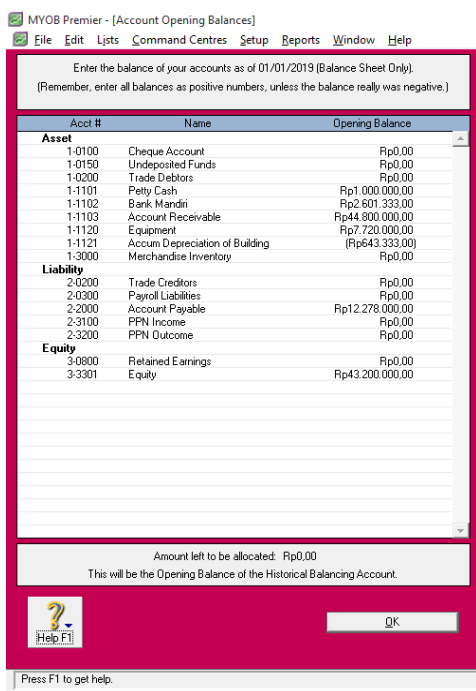 MYOB Premier - [Account Opening Balances]
File Edit Lists Command Centres Setup Reports Window Help
Enter the balance of your accounts as of 01/01/2019 (Balance Sheet Only).
(Remember, enter all balances as positive numbers, unless the balance really was negative.)
Acct # Name Opening Balance
Asset
1-0100 Cheque Account Rp0,00
1-0150 Undeposited Funds Rp0,00
1-0200 Trade Debtors Rp0,00
1-1101 Petty Cash Rp1.000.000,00
1-1102 Bank Mandiri Rp2.601.333,00
1-1103 Account Receivable Rp44.800.000,00
1-1120 Equipment Rp7.720.000,00
1-1121 Accum Depreciation of Building (Rp643.333,00)
1-3000 Merchandise Inventory Rp0,00
Liability
2-0200 Trade Creditors Rp0,00
2-0300 Payroll Liabilities Rp0,00
2-2000 Account Payable Rp12.278.000,00
2-3100 PPN Income Rp0,00
2-3200 PPN Outcome Rp0,00
Equity
3-0800 Retained Earnings Rp0,00
3-3301 Equity Rp43.200.000,00
Amount left to be allocated: Rp0,00
This will be the Opening Balance of the Historical Balancing Account.
Help F1
OK
Press F1 to get help.